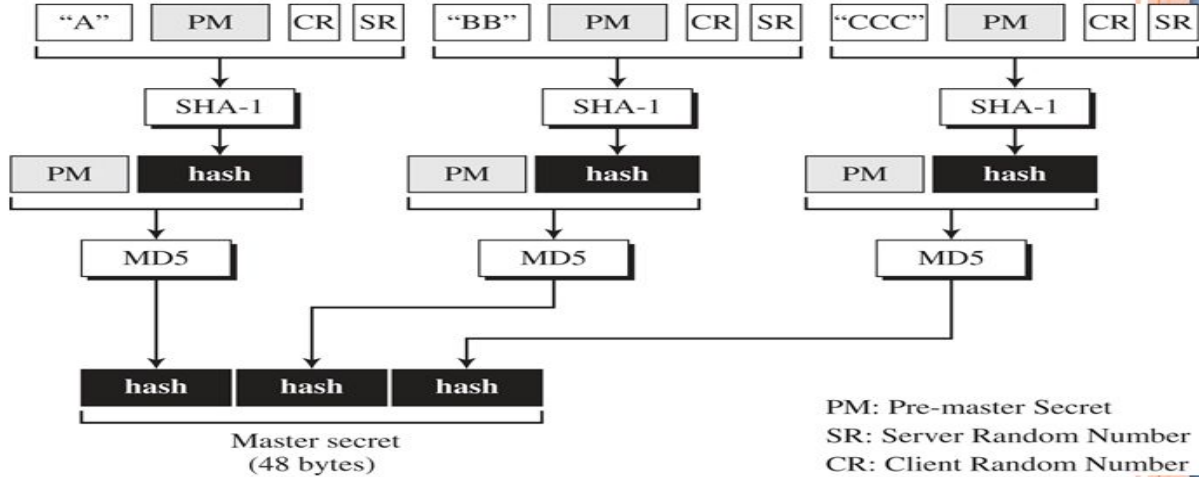 “A” PM CR SR “BB” PM CR SR “CCC” PM CR SR
SHA-1 SHA-1 SHA-1
PM hash PM hash PM hash
MD5 MD5 MD5
hash hash hash
Master secret
(48 bytes)
PM: Pre-master Secret
SR: Server Random Number
CR: Client Random Number